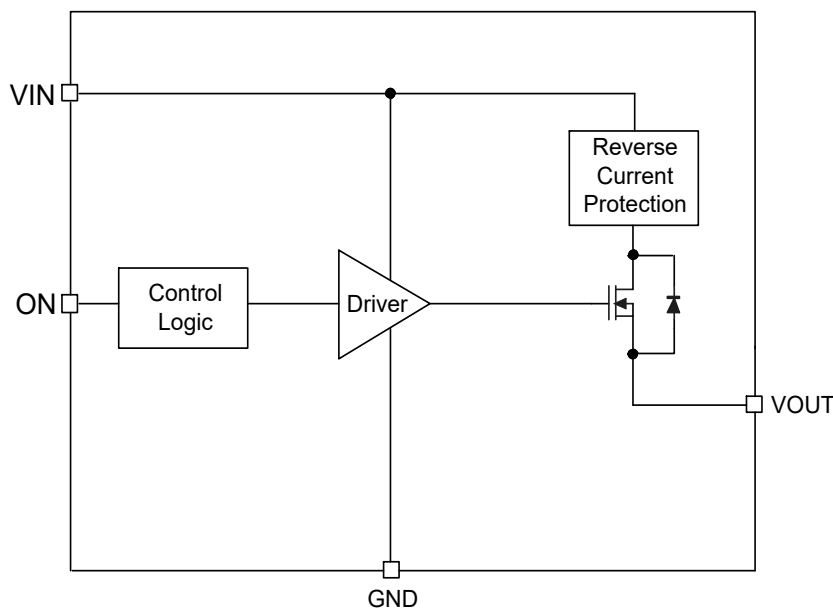 VIN
Reverse
Current
Protection
ON
Control
Logic
Driver
VOUT
GND